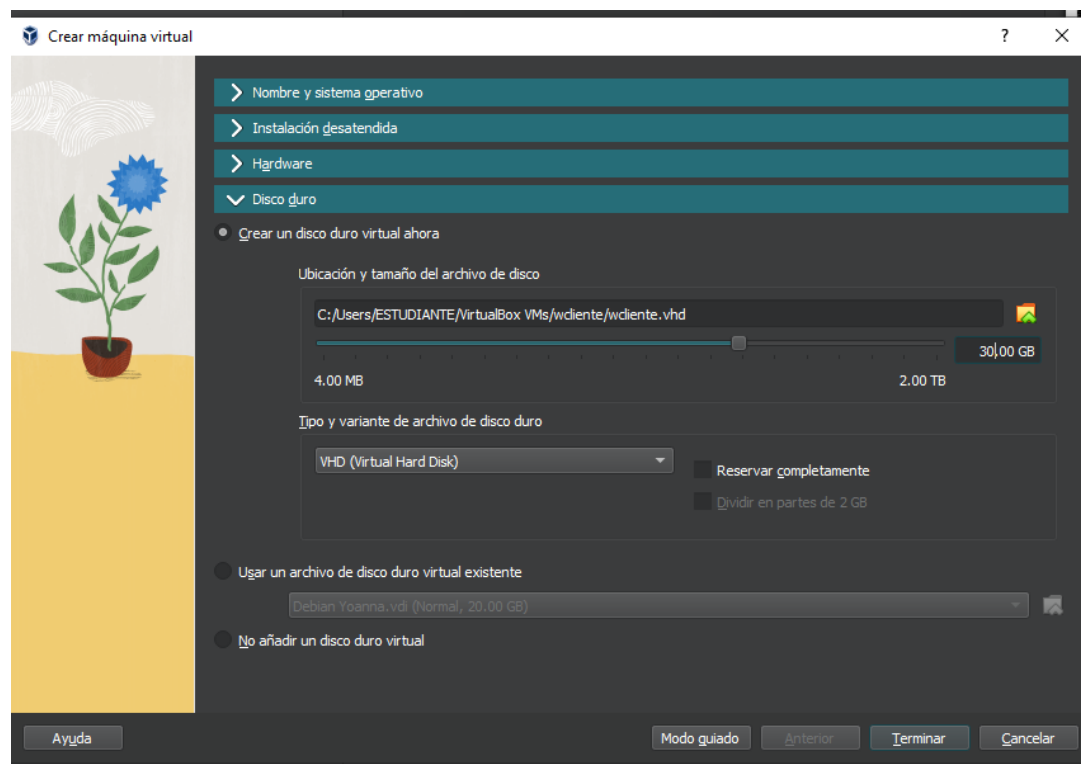 Crear máquina virtual ?
Nombre y sistema operativo
Instalación desatendida
Hardware
Disco duro
Crear un disco duro virtual ahora
Ubicación y tamaño del archivo de disco
C:/Users/ESTUDIANTE/VirtualBox VMs/wcliente/wcliente.vhd
30,00 GB
4.00 MB 2.00 TB
Tipo y variante de archivo de disco duro
VHD (Virtual Hard Disk)
Reservar completamente
Dividir en partes de 2 GB
Usar un archivo de disco duro virtual existente
Debian Yoanna.vdi (Normal, 20.00 GB)
No añadir un disco duro virtual
Ayuda Modo guiado Anterior Terminar Cancelar